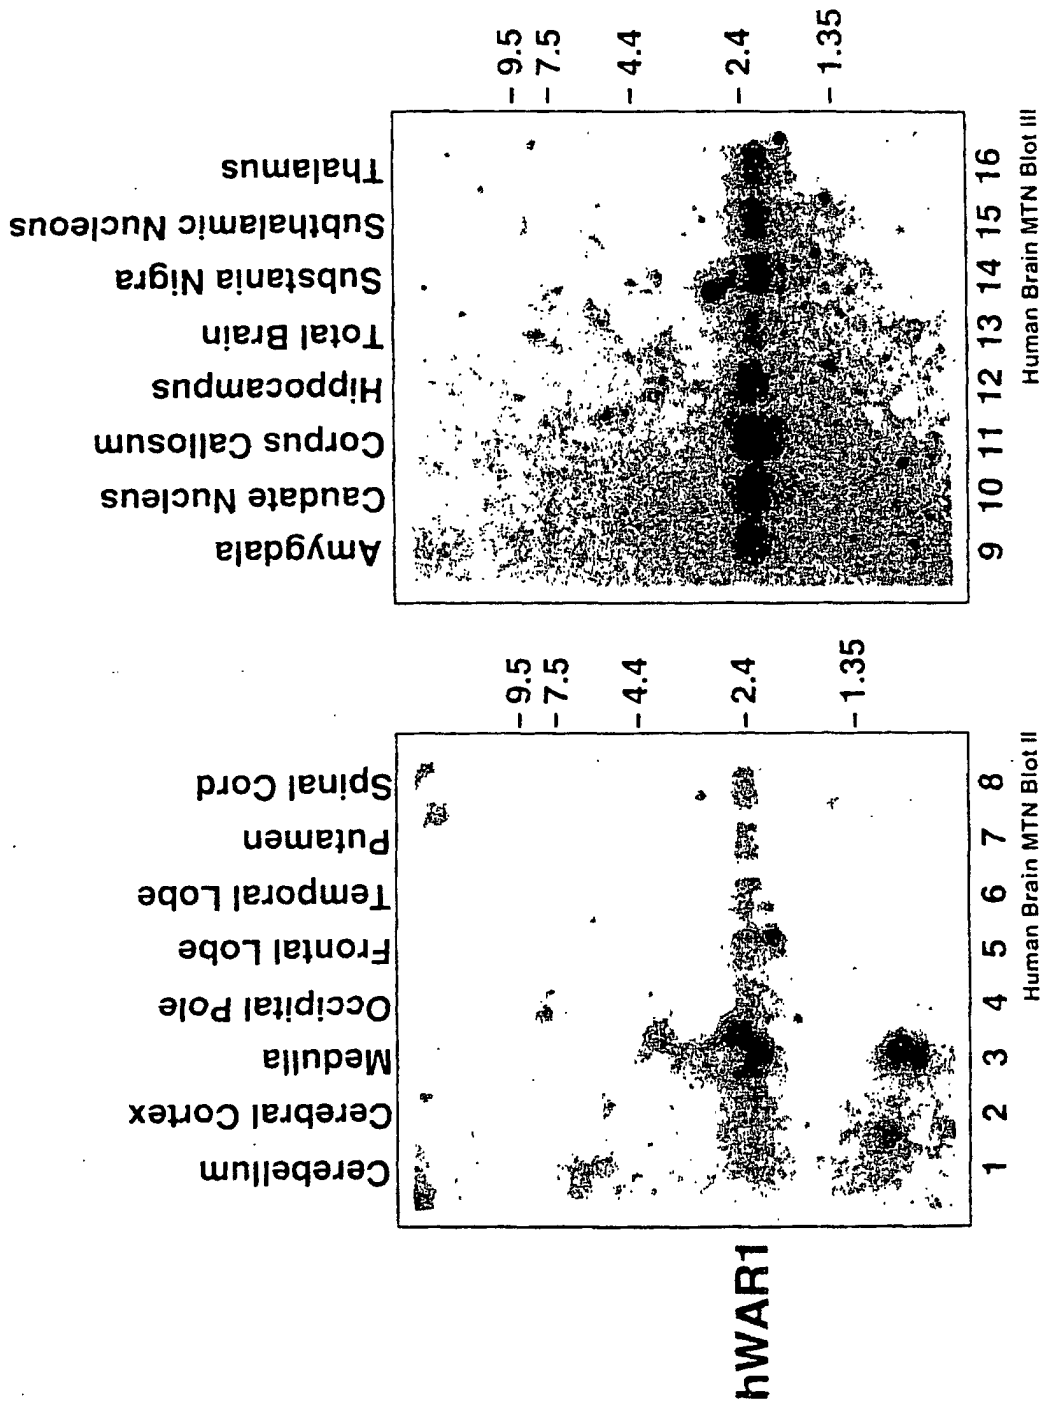 Cerebellum
Cerebral Cortex
Medulla
Occipital Pole
Frontal Lobe
Temporal Lobe
Putamen
Spinal Cord
- 9.5
- 7.5
- 4.4
- 2.4
- 1.35
hWAR1
1 2 3 4 5 6 7 8
Human Brain MTN Blot II
Amygdala
Caudate Nucleus
Corpus Callosum
Hippocampus
Total Brain
Substania Nigra
Subthalamic Nucleous
Thalamus
- 9.5
- 7.5
- 4.4
- 2.4
- 1.35
9 10 11 12 13 14 15 16
Human Brain MTN Blot III